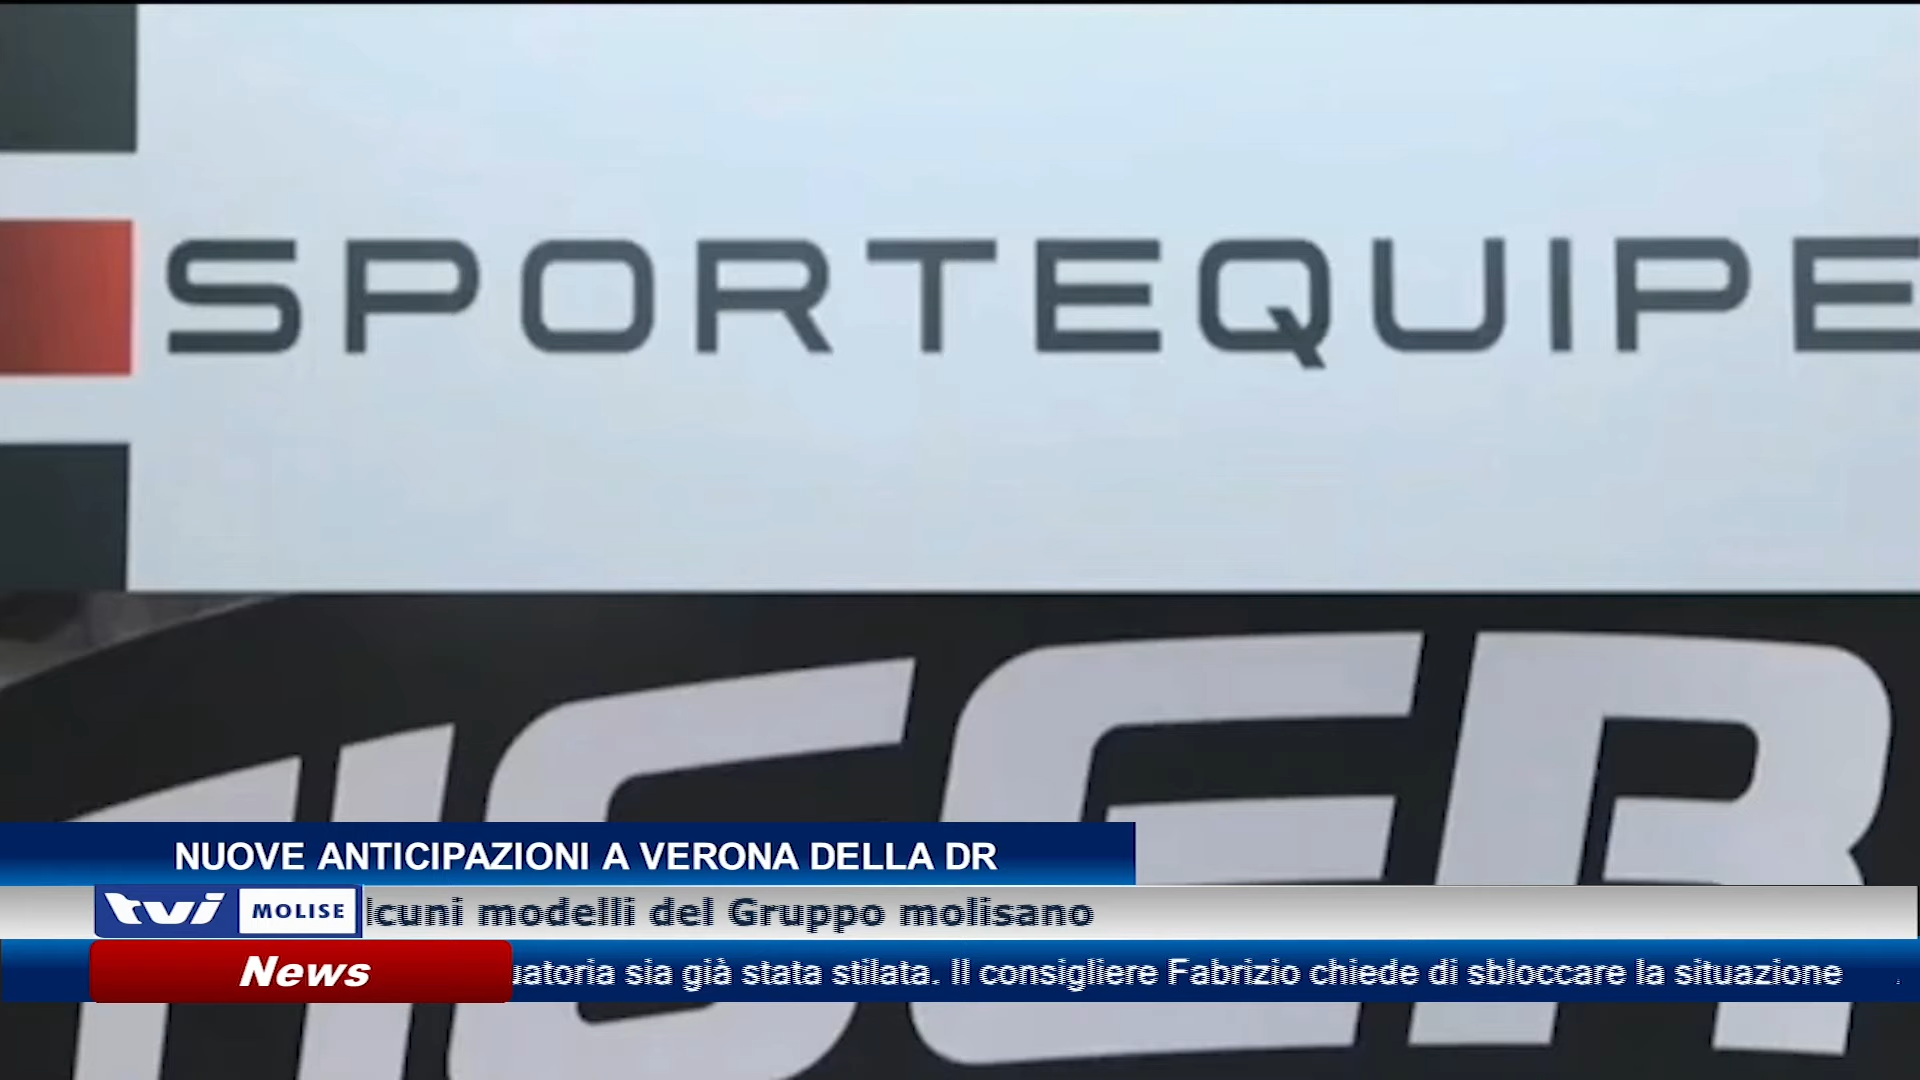 SPORTEQUIPE
TIGER
NUOVE ANTICIPAZIONI A VERONA DELLA DR
tvi MOLISE
lcuni modelli del Gruppo molisano
News
uatoria sia già stata stilata. Il consigliere Fabrizio chiede di sbloccare la situazione